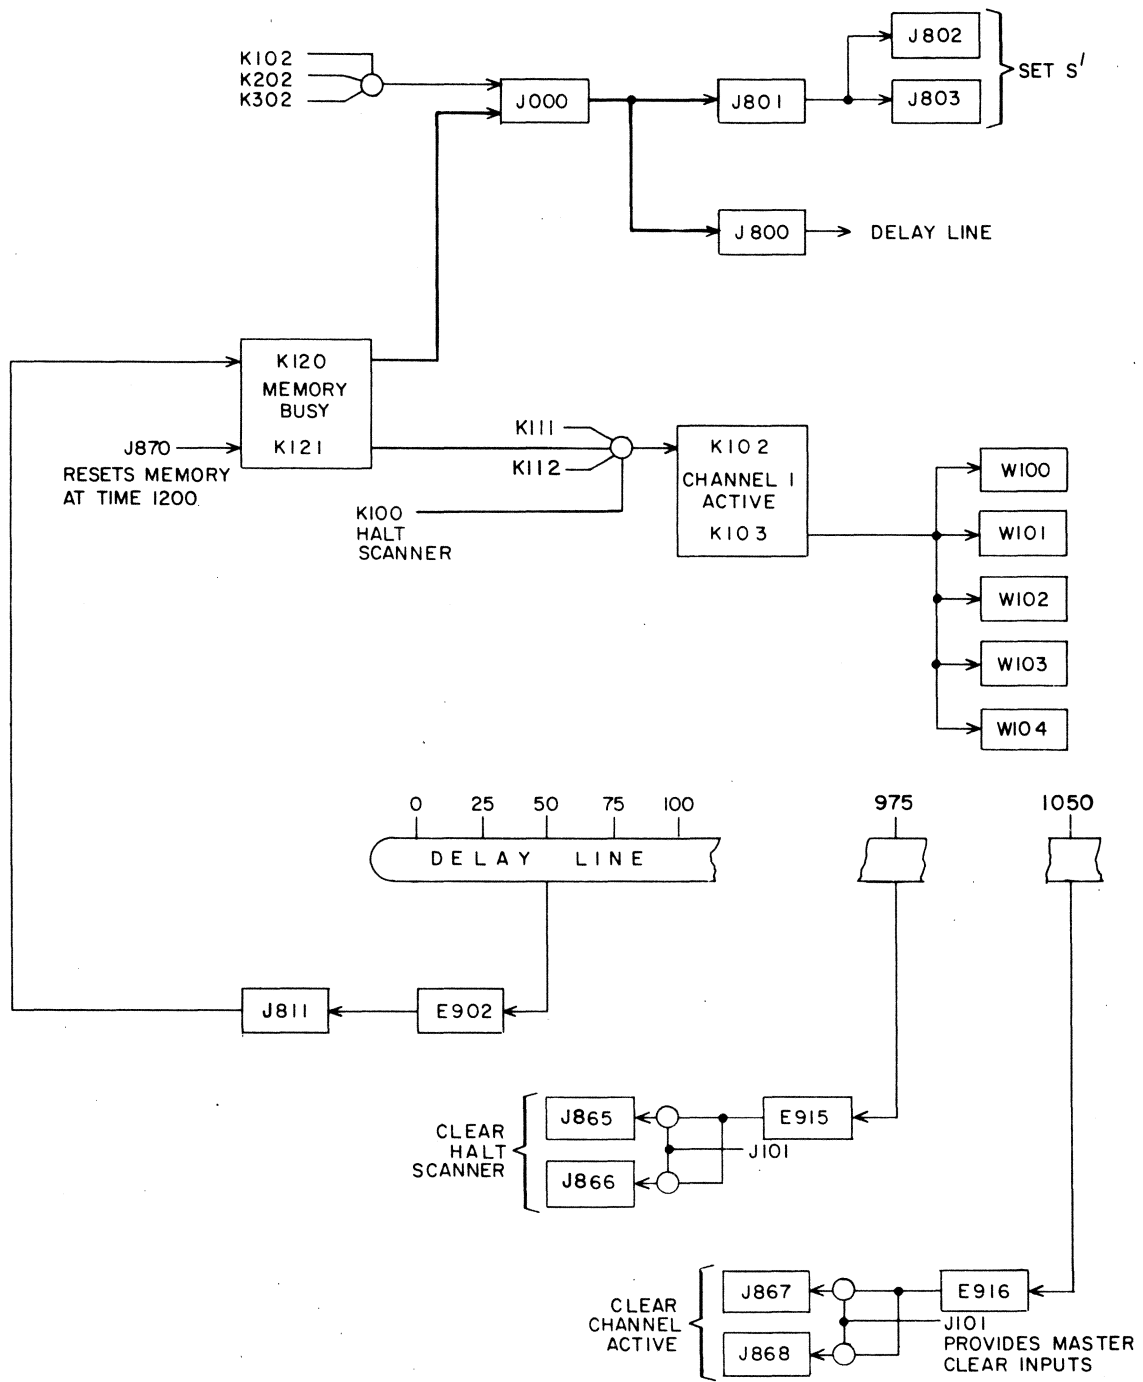 K102
K202
K302
J000
J801
J802
J803
SET S'
J800
DELAY LINE
K120
MEMORY
BUSY
K121
J870
RESETS MEMORY
AT TIME 1200
K111
K112
K100
HALT
SCANNER
K102
CHANNEL 1
ACTIVE
K103
W100
W101
W102
W103
W104
0 25 50 75 100 975 1050
DELAY LINE
J811
E902
CLEAR
HALT
SCANNER
J865
J866
E915
J101
CLEAR
CHANNEL
ACTIVE
J867
J868
E916
J101
PROVIDES MASTER
CLEAR INPUTS